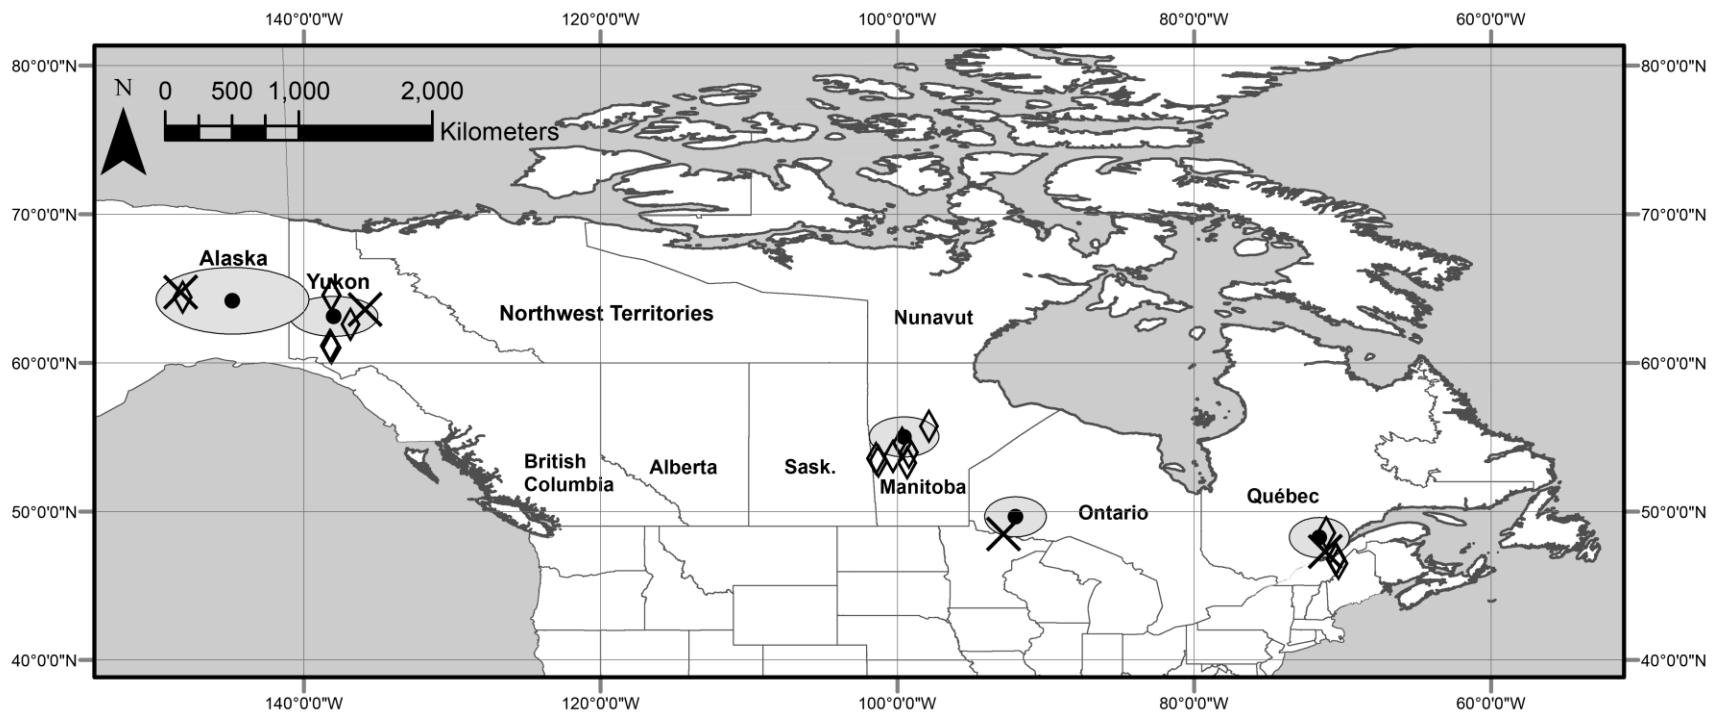 140°0'0"W 120°0'0"W 100°0'0"W 80°0'0"W 60°0'0"W
80°0'0"N 80°0'0"N
N 0 500 1,000 2,000
Kilometers
70°0'0"N 70°0'0"N
Alaska
Yukon
Northwest Territories
Nunavut
60°0'0"N 60°0'0"N
British
Columbia
Alberta
Sask.
Manitoba
Québec
Ontario
50°0'0"N 50°0'0"N
40°0'0"N 40°0'0"N
140°0'0"W 120°0'0"W 100°0'0"W 80°0'0"W 60°0'0"W